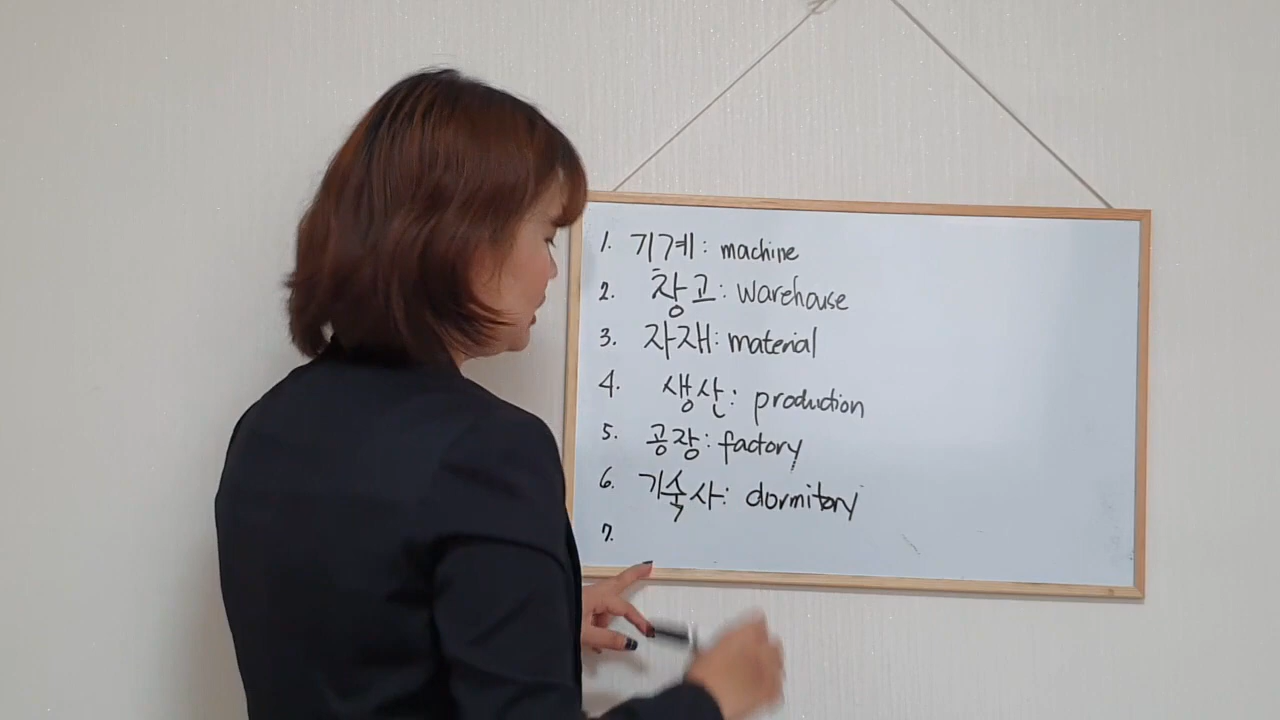 1. 기계: machine
2. 창고: warehouse
3. 자재: material
4. 생산: production
5. 공장: factory
6. 기숙사: dormitory
7.